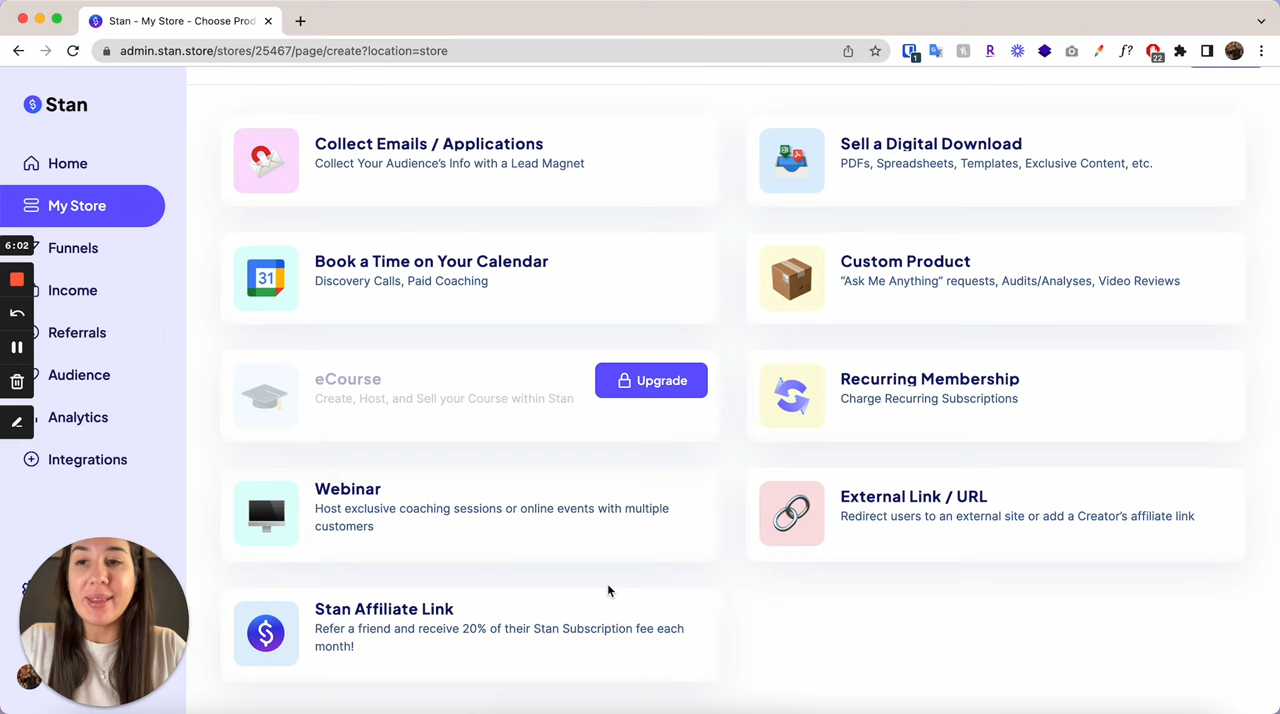 Stan - My Store - Choose Prod
admin.stan.store/stores/25467/page/create?location=store
1
R
f?
22
$ Stan
Home
My Store
6:02
Funnels
Income
Referrals
Audience
Analytics
Integrations
Collect Emails / Applications
Collect Your Audience's Info with a Lead Magnet
Sell a Digital Download
PDFs, Spreadsheets, Templates, Exclusive Content, etc.
31
Book a Time on Your Calendar
Discovery Calls, Paid Coaching
Custom Product
“Ask Me Anything” requests, Audits/Analyses, Video Reviews
eCourse
Create, Host, and Sell your Course within Stan
Upgrade
Recurring Membership
Charge Recurring Subscriptions
Webinar
Host exclusive coaching sessions or online events with multiple
customers
External Link / URL
Redirect users to an external site or add a Creator's affiliate link
$
Stan Affiliate Link
Refer a friend and receive 20% of their Stan Subscription fee each
month!